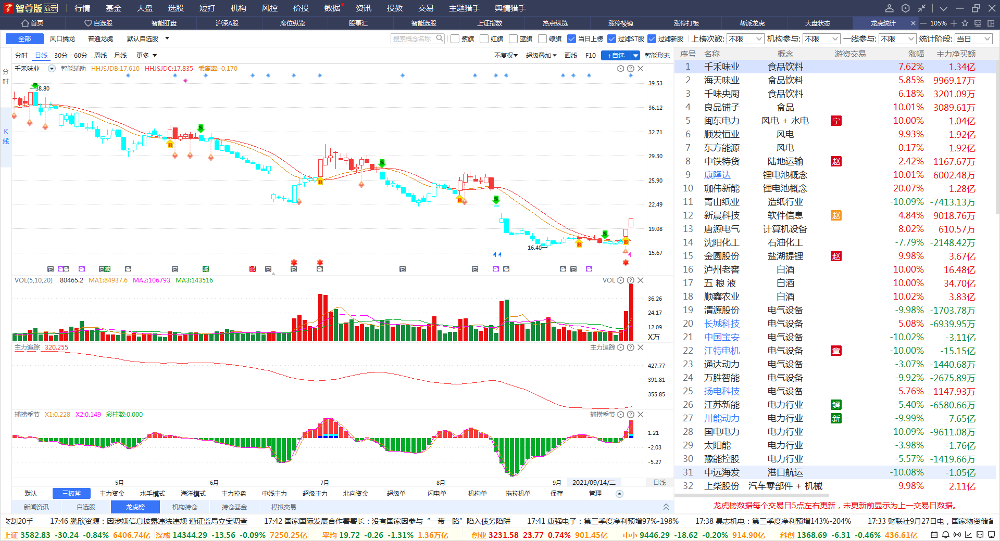 智尊版 演示 行情 基金 大盘 选股 短打 机构 风控 价投 数据 资讯 投教 交易 主题猎手 舆情猎手
首页 自选股 智能盯盘 沪深A股 席位纵览 股事汇 智能选股 上证指数 热点纵览 涨停棱镜 涨停打板 帮派龙虎 大盘状态 龙虎统计 105%
全部 风口擒龙 普通龙虎 默认自选股 搜索概念名称 紫旗 红旗 蓝旗 绿旗 当日上榜 过滤ST股 过滤新股 上榜次数: 不限 机构参与: 不限 一线参与: 不限 统计阶段: 当日
分时 日线 30分 60分 周线 月线 更多 不复权 超级叠加 画线 F10 +自选 智能形态
分时
K线
千禾味业 智能辅助 HHJSJDB:17.610 HHJSJDC:17.835 乖离率:-0.170
38.80
16.40
39.53
36.12
32.71
29.30
25.90
22.49
19.08
15.67
VOL(5,10,20) 80465.2 MA1:84937.6 MA2:106793 MA3:143516 VOL
36.26
24.17
12.09
X万
主力追踪 320.255 主力追踪
427.77
391.81
355.85
捕捞季节 X1:0.228 X2:0.149 彩柱数:0.000 捕捞季节
1.21
-2.03
-5.27
5月 6月 7月 8月 9月 2021/09/14/二 日线
默认 三板斧 主力资金 水手模式 海洋模式 主力控盘 中线主力 超级主力 北向资金 超级单 闪电单 机构单 拖拉机单 保存 管理
新闻资讯 自选股 龙虎榜 机构持仓 持仓基金 模拟交易
序号 名称 概念 游资交易 涨幅 主力净买额
1 千禾味业 食品饮料 7.62% 1.34亿
2 海天味业 食品饮料 5.85% 9969.17万
3 千味央厨 食品饮料 6.18% 3201.09万
4 良品铺子 食品 10.01% 3089.61万
5 闽东电力 风电 + 水电 宁 10.00% 1.04亿
6 顺发恒业 风电 9.93% 1.92亿
7 东方能源 风电 0.17% 1.92亿
8 中铁特货 陆地运输 赵 2.42% 1167.67万
9 康隆达 锂电池概念 10.01% 6002.48万
10 珈伟新能 锂电池概念 20.07% 1.28亿
11 青山纸业 造纸行业 -10.09% -7413.13万
12 新晨科技 软件信息 赵 4.84% 9018.76万
13 唐源电气 计算机设备 8.02% 610.57万
14 沈阳化工 石油化工 -7.79% -2148.42万
15 金圆股份 盐湖提锂 赵 9.98% 3.67亿
16 泸州老窖 白酒 10.00% 16.48亿
17 五 粮 液 白酒 10.00% 34.70亿
18 顺鑫农业 白酒 10.02% 3.83亿
19 清源股份 电气设备 -9.98% -1703.78万
20 长城科技 电气设备 5.08% -6939.95万
21 中国宝安 电气设备 -10.02% -3.11亿
22 江特电机 电气设备 章 -10.00% -15.15亿
23 通达动力 电气设备 -3.07% -1440.68万
24 万胜智能 电气设备 -9.92% -2675.89万
25 扬电科技 电气设备 5.76% 1147.93万
26 江苏新能 电力行业 鳄 -5.40% -6580.66万
27 川能动力 电力行业 新 -9.99% -7.65亿
28 国电电力 电力行业 -10.09% -9611.08万
29 太阳能 电力行业 -3.98% -1.76亿
30 豫能控股 电力行业 -5.57% -1419.66万
31 中远海发 港口航运 -10.08% -1.05亿
32 上柴股份 汽车零部件 + 机械 9.98% 2.11亿
龙虎榜数据每个交易日5点左右更新，未更新前显示为上一交易日数据。
交割20手 17:46 鹏欣资源：因涉嫌信息披露违法违规 遭证监局立案调查 17:42 国家国际发展合作署署长：没有国家因参与“一带一路”陷入债务陷阱 17:41 康强电子：第三季度净利预增97%-198% 17:38 昊志机电：第三季度净利预增143%-204% 17:33 财联社9月27日电，国家物资储备
上证 3582.83 -30.24 -0.84% 6406.74亿 深成 14344.29 -13.56 -0.09% 7250.25亿 平均 19.72 -0.26 -1.31% 1.36万亿 创业 3231.58 23.77 0.74% 901.45亿 中小 9446.29 -18.62 -0.20% 914.90亿 科创 1368.69 -6.31 -0.46% 436.61亿